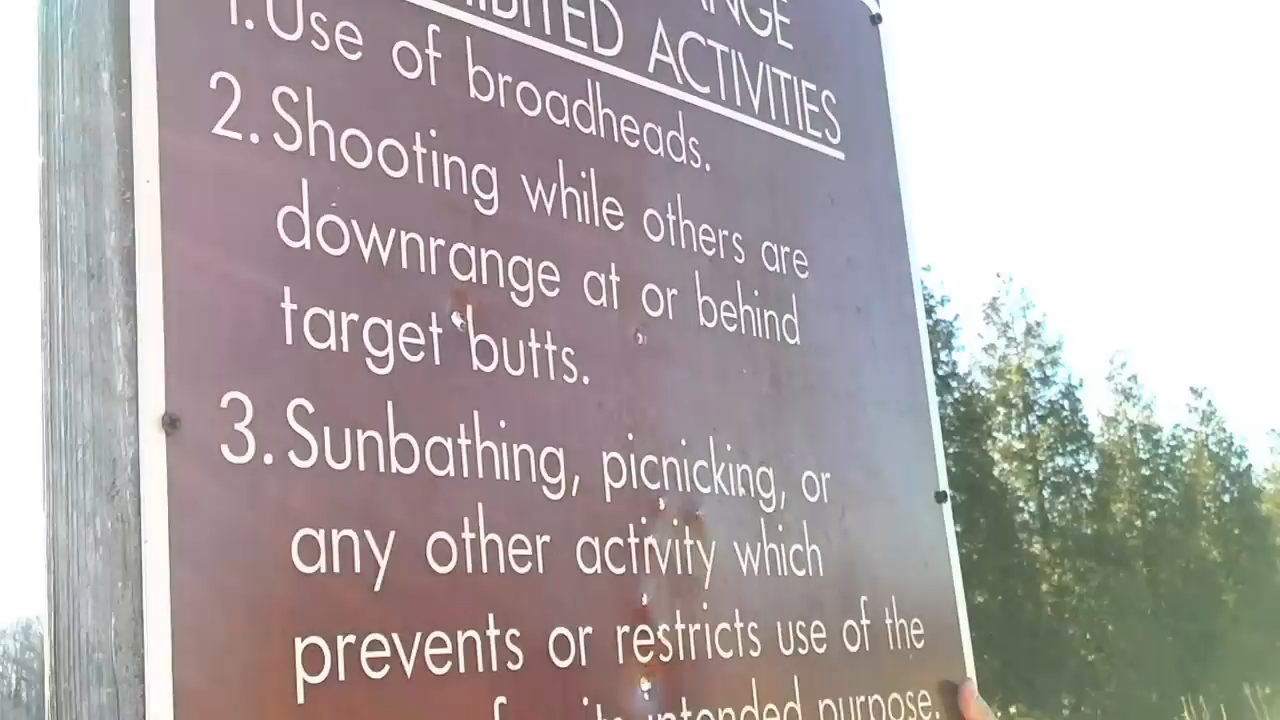 ACTIVITIES
1. Use of broadheads.
2. Shooting while others are
downrange at or behind
target butts.
3. Sunbathing, picnicking, or
any other activity which
prevents or restricts use of the
intended purpose.